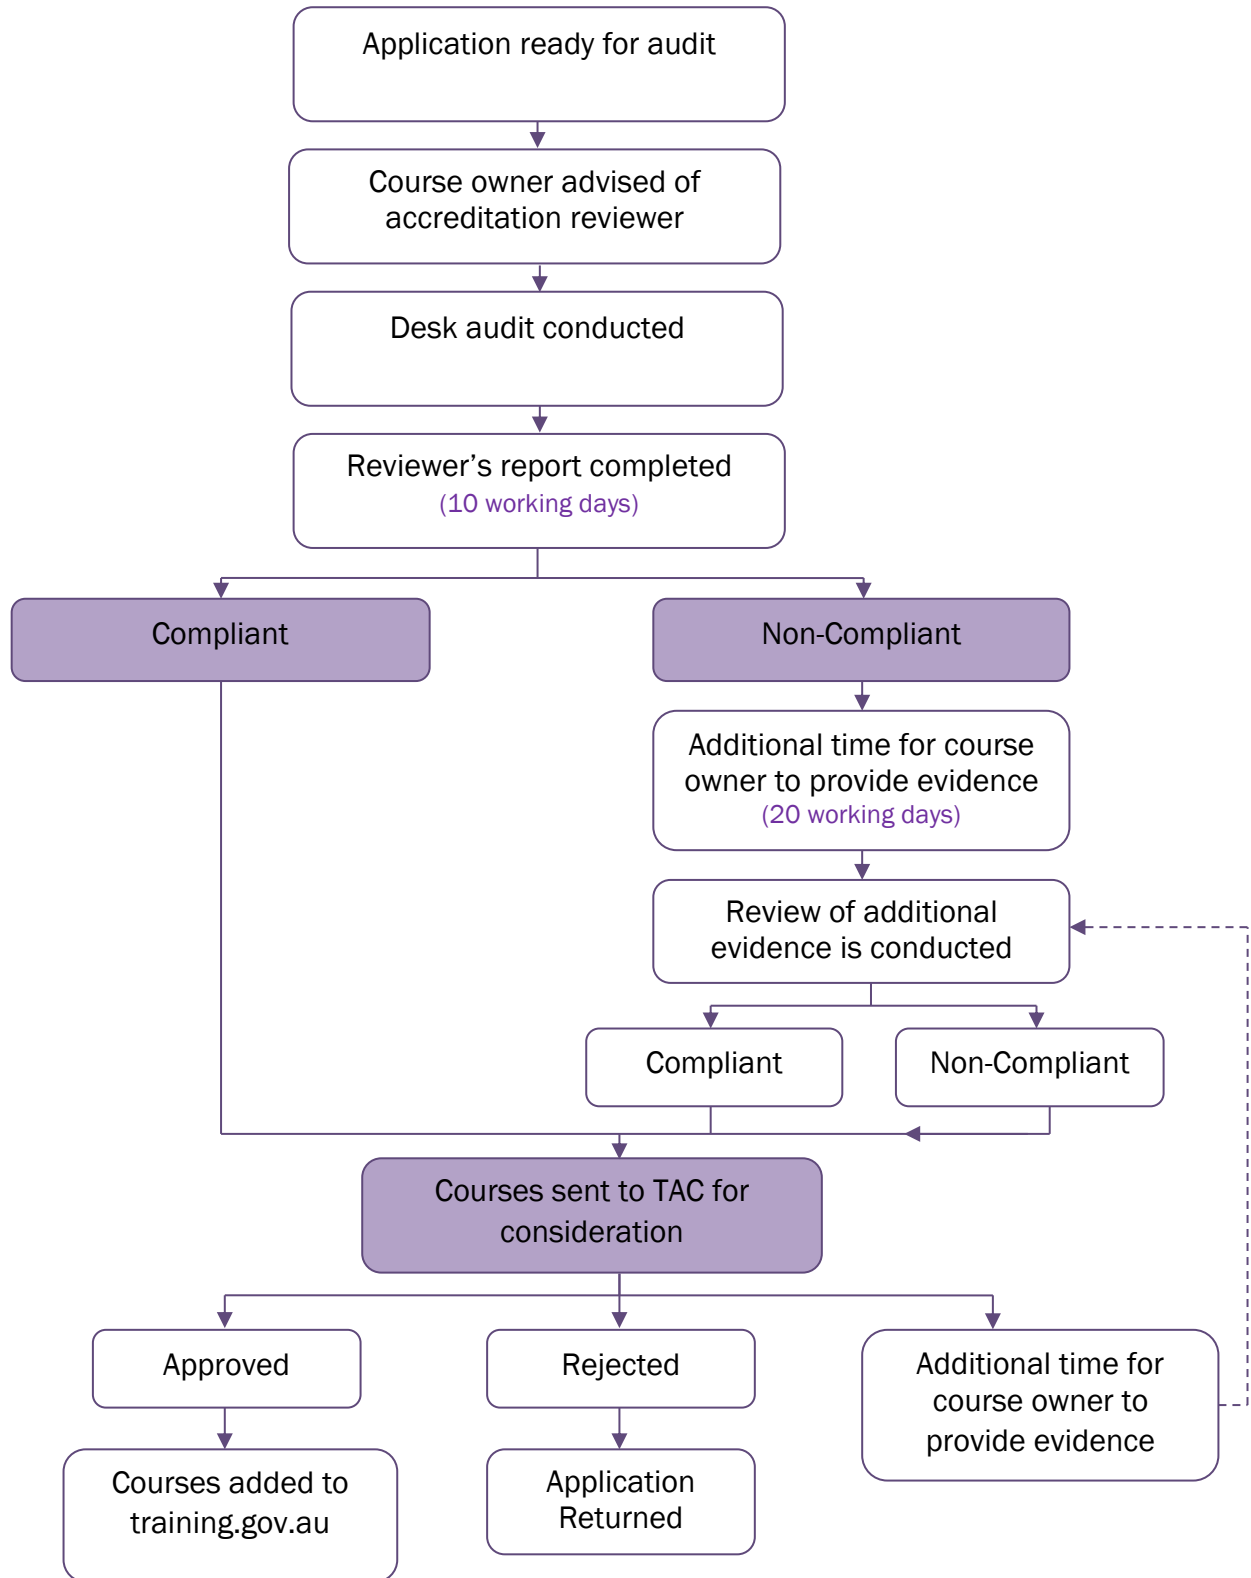 Application ready for audit
Course owner advised of
accreditation reviewer
Desk audit conducted
Reviewer’s report completed
(10 working days)
Compliant
Non-Compliant
Additional time for course
owner to provide evidence
(20 working days)
Review of additional
evidence is conducted
Compliant
Non-Compliant
Courses sent to TAC for
consideration
Approved
Rejected
Additional time for
course owner to
provide evidence
Courses added to
training.gov.au
Application
Returned